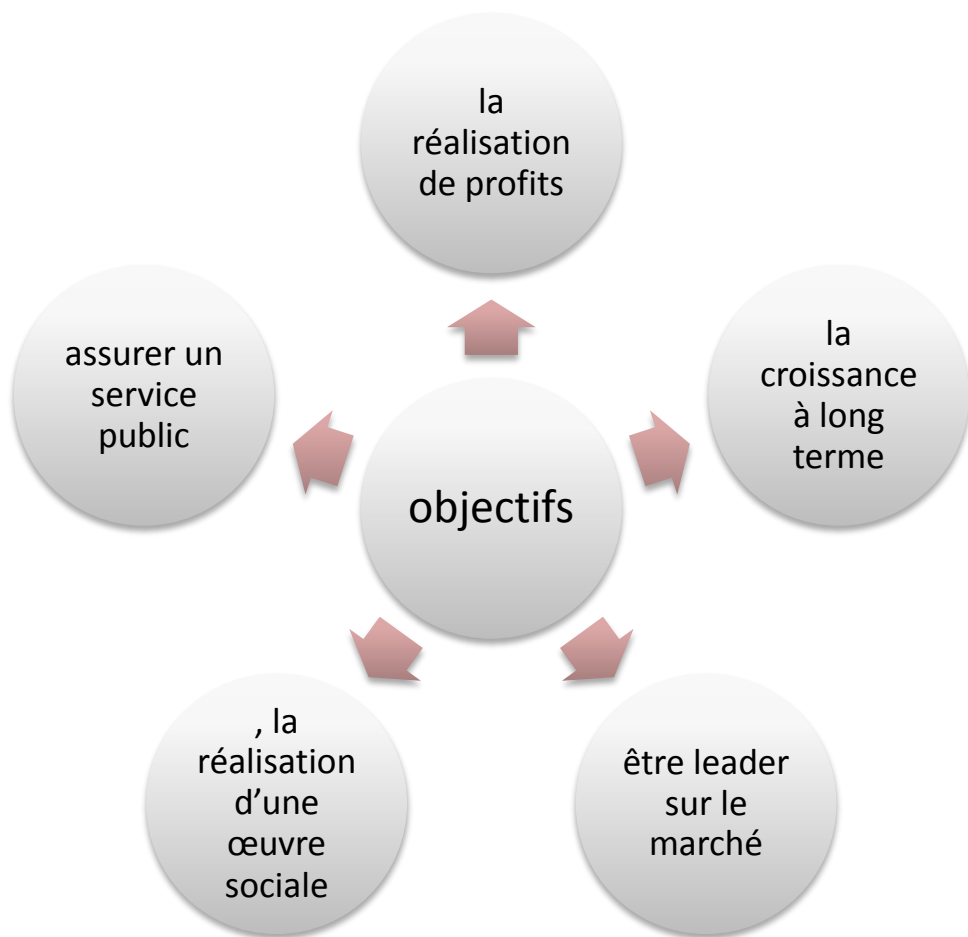 la
réalisation
de profits
la
croissance
à long
terme
être leader
sur le
marché
, la
réalisation
d’une
œuvre
sociale
assurer un
service
public
objectifs